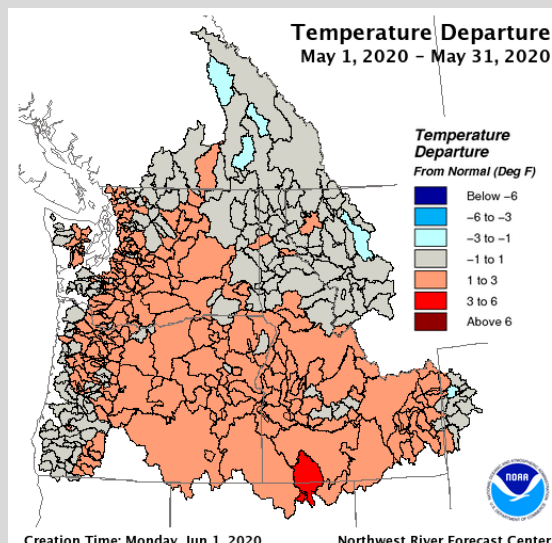 Temperature Departure
May 1, 2020 - May 31, 2020
Temperature
Departure
From Normal (Deg F)
Below -6
-6 to -3
-3 to -1
-1 to 1
1 to 3
3 to 6
Above 6
NOAA
Creation Time: Monday, Jun 1, 2020
Northwest River Forecast Center